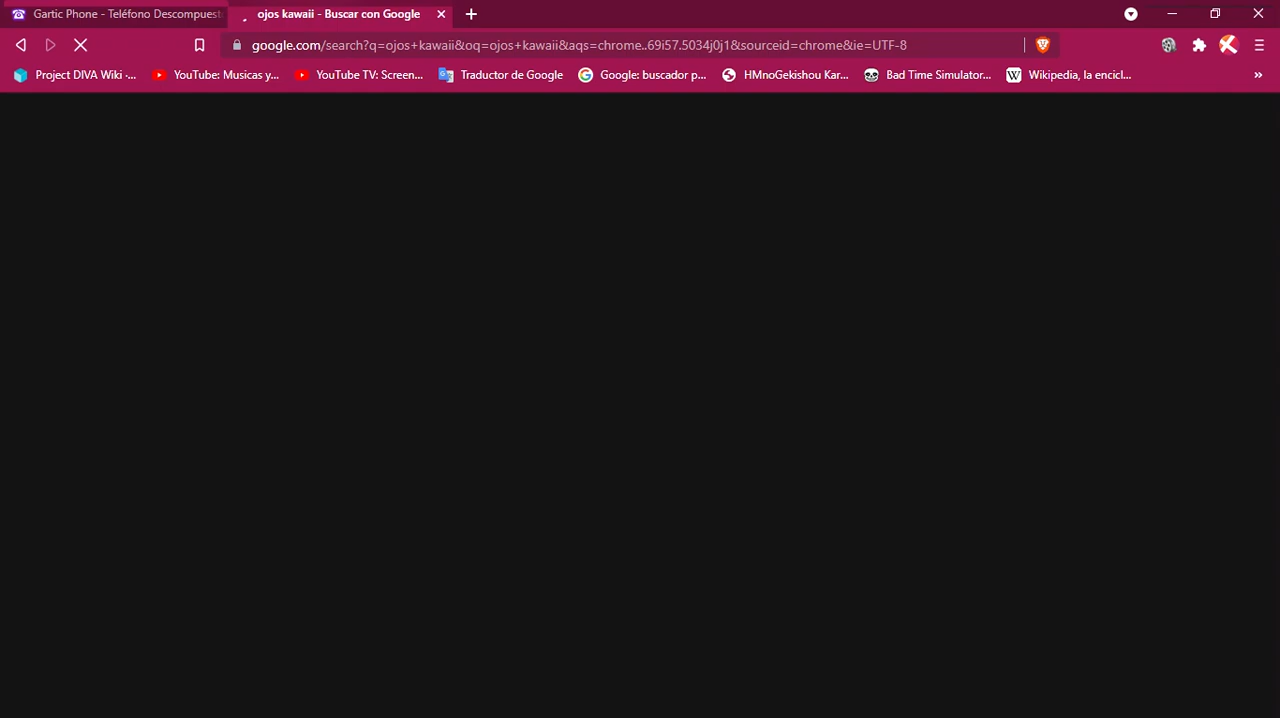 Gartic Phone - Teléfono Descompuest
ojos kawaii - Buscar con Google
google.com/search?q=ojos+kawaii&oq=ojos+kawaii&aqs=chrome..69i57.5034j0j1&sourceid=chrome&ie=UTF-8
Project DIVA Wiki -...
YouTube: Musicas y...
YouTube TV: Screen...
Traductor de Google
Google: buscador p...
HMnoGekishou Kar...
Bad Time Simulator...
W Wikipedia, la encicl...